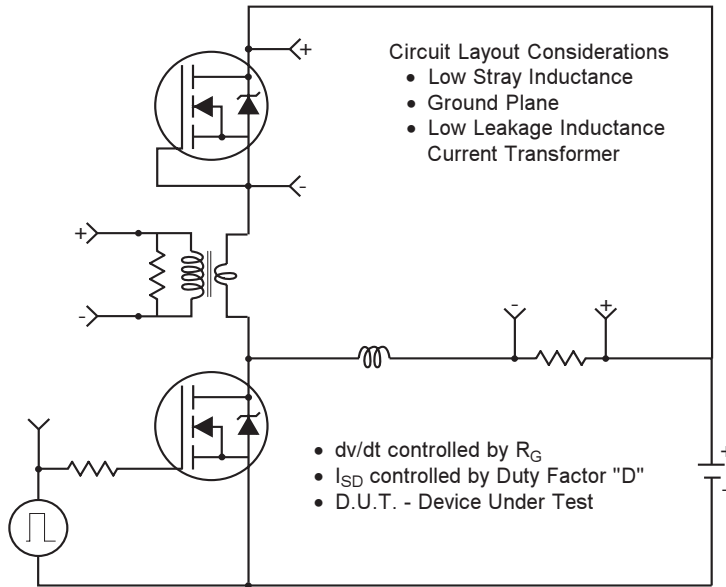 +
Circuit Layout Considerations
• Low Stray Inductance
• Ground Plane
• Low Leakage Inductance
Current Transformer
-
+
-
-
+
• dv/dt controlled by RG
• ISD controlled by Duty Factor "D"
• D.U.T. - Device Under Test
+
-